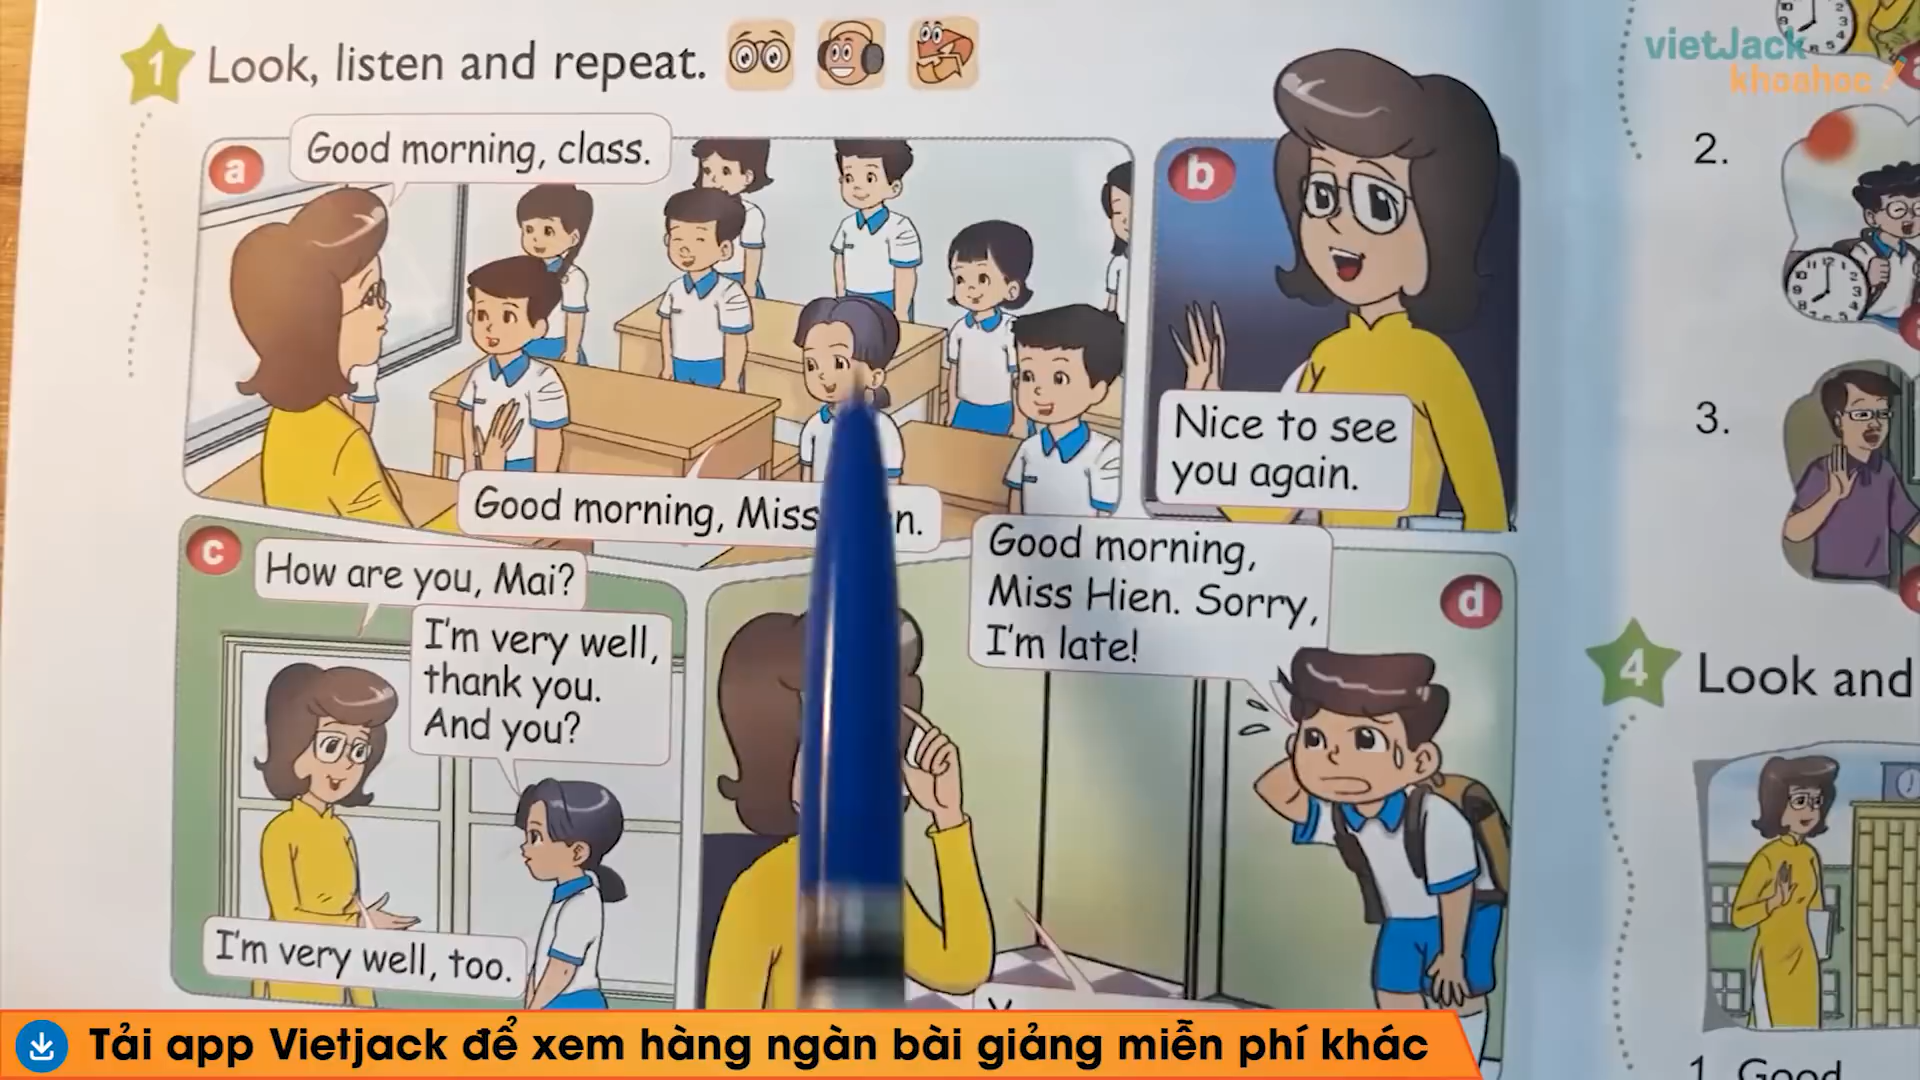 1 Look, listen and repeat.
a
Good morning, class.
Good morning, Miss
b
Nice to see
you again.
c
How are you, Mai?
I'm very well,
thank you.
And you?
I'm very well, too.
d
Good morning,
Miss Hien. Sorry,
I'm late!
vietJack
khoahoc
2.
3.
4 Look and
1. Good
Tải app Vietjack để xem hàng ngàn bài giảng miễn phí khác